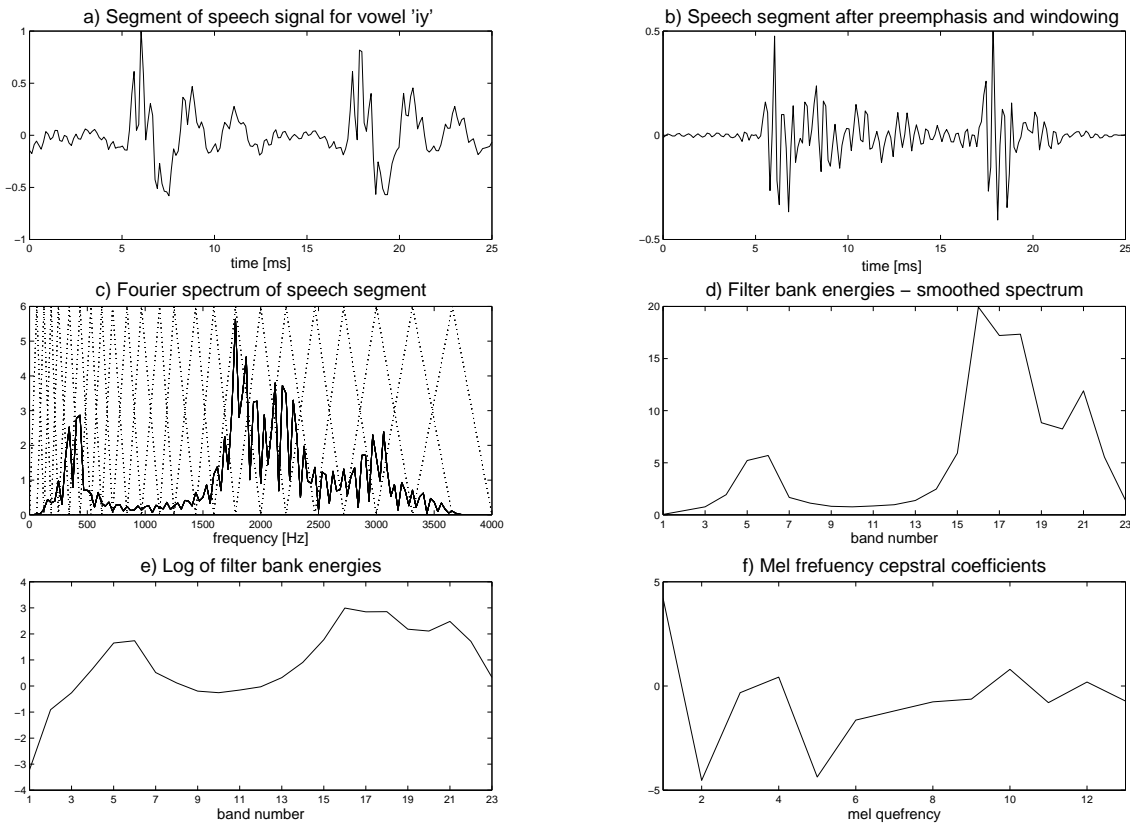 a) Segment of speech signal for vowel 'iy'
1
0.5
0
−0.5
−1
0 5 10 15 20 25
time [ms]
b) Speech segment after preemphasis and windowing
0.5
0
−0.5
0 5 10 15 20 25
time [ms]
c) Fourier spectrum of speech segment
6
5
4
3
2
1
0
0 500 1000 1500 2000 2500 3000 3500 4000
frequency [Hz]
d) Filter bank energies − smoothed spectrum
20
15
10
5
0
1 3 5 7 9 11 13 15 17 19 21 23
band number
e) Log of filter bank energies
4
3
2
1
0
−1
−2
−3
−4
1 3 5 7 9 11 13 15 17 19 21 23
band number
f) Mel frefuency cepstral coefficients
5
0
−5
2 4 6 8 10 12
mel quefrency